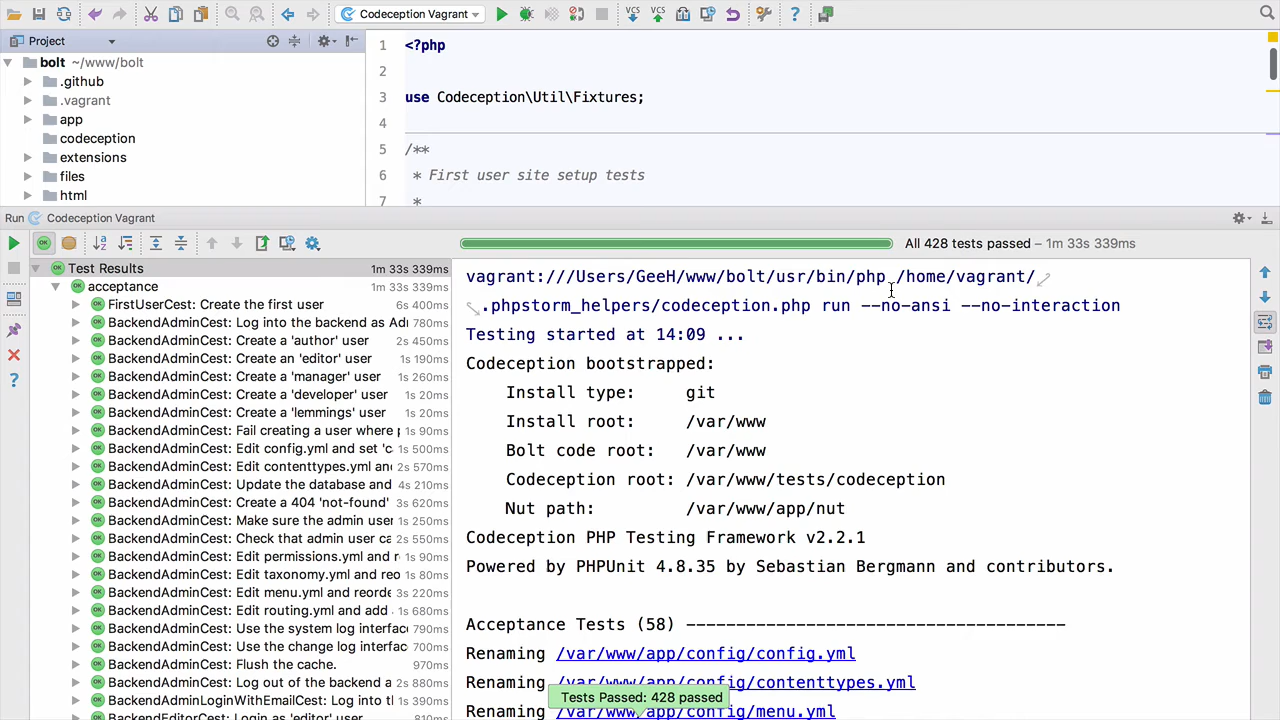 Codeception Vagrant
VCS VCS
Project
bolt ~/www/bolt
.github
.vagrant
app
codeception
extensions
files
html
1 <?php
2
3 use Codeception\Util\Fixtures;
4
5 /**
6 * First user site setup tests
7 *
Run Codeception Vagrant
All 428 tests passed – 1m 33s 339ms
Test Results 1m 33s 339ms
acceptance 1m 33s 339ms
FirstUserCest: Create the first user 6s 400ms
BackendAdminCest: Log into the backend as Adr 780ms
BackendAdminCest: Create a 'author' user 2s 450ms
BackendAdminCest: Create an 'editor' user 1s 190ms
BackendAdminCest: Create a 'manager' user 1s 260ms
BackendAdminCest: Create a 'developer' user 1s 20ms
BackendAdminCest: Create a 'lemmings' user 1s 20ms
BackendAdminCest: Fail creating a user where p 1s 90ms
BackendAdminCest: Edit config.yml and set 'ca 1s 500ms
BackendAdminCest: Edit contenttypes.yml and 2s 570ms
BackendAdminCest: Update the database and 4s 210ms
BackendAdminCest: Create a 404 'not-found' 3s 620ms
BackendAdminCest: Make sure the admin user 1s 250ms
BackendAdminCest: Check that admin user ca 2s 550ms
BackendAdminCest: Edit permissions.yml and r 1s 90ms
BackendAdminCest: Edit taxonomy.yml and reo 1s 80ms
BackendAdminCest: Edit menu.yml and reorde 3s 220ms
BackendAdminCest: Edit routing.yml and add 1s 680ms
BackendAdminCest: Use the system log interfac 790ms
BackendAdminCest: Use the change log interfac 700ms
BackendAdminCest: Flush the cache. 970ms
BackendAdminCest: Log out of the backend a 2s 880ms
BackendAdminLoginWithEmailCest: Log into th 1s 390ms
BackendEditorCest: Login as 'editor' user 810ms
vagrant:///Users/GeeH/www/bolt/usr/bin/php /home/vagrant/
.phpstorm_helpers/codeception.php run --no-ansi --no-interaction
Testing started at 14:09 ...
Codeception bootstrapped:
Install type: git
Install root: /var/www
Bolt code root: /var/www
Codeception root: /var/www/tests/codeception
Nut path: /var/www/app/nut
Codeception PHP Testing Framework v2.2.1
Powered by PHPUnit 4.8.35 by Sebastian Bergmann and contributors.
Acceptance Tests (58) --------------------------------------
Renaming /var/www/app/config/config.yml
Renaming /var/www/app/config/contenttypes.yml
Renaming /var/www/app/config/menu.yml
Tests Passed: 428 passed